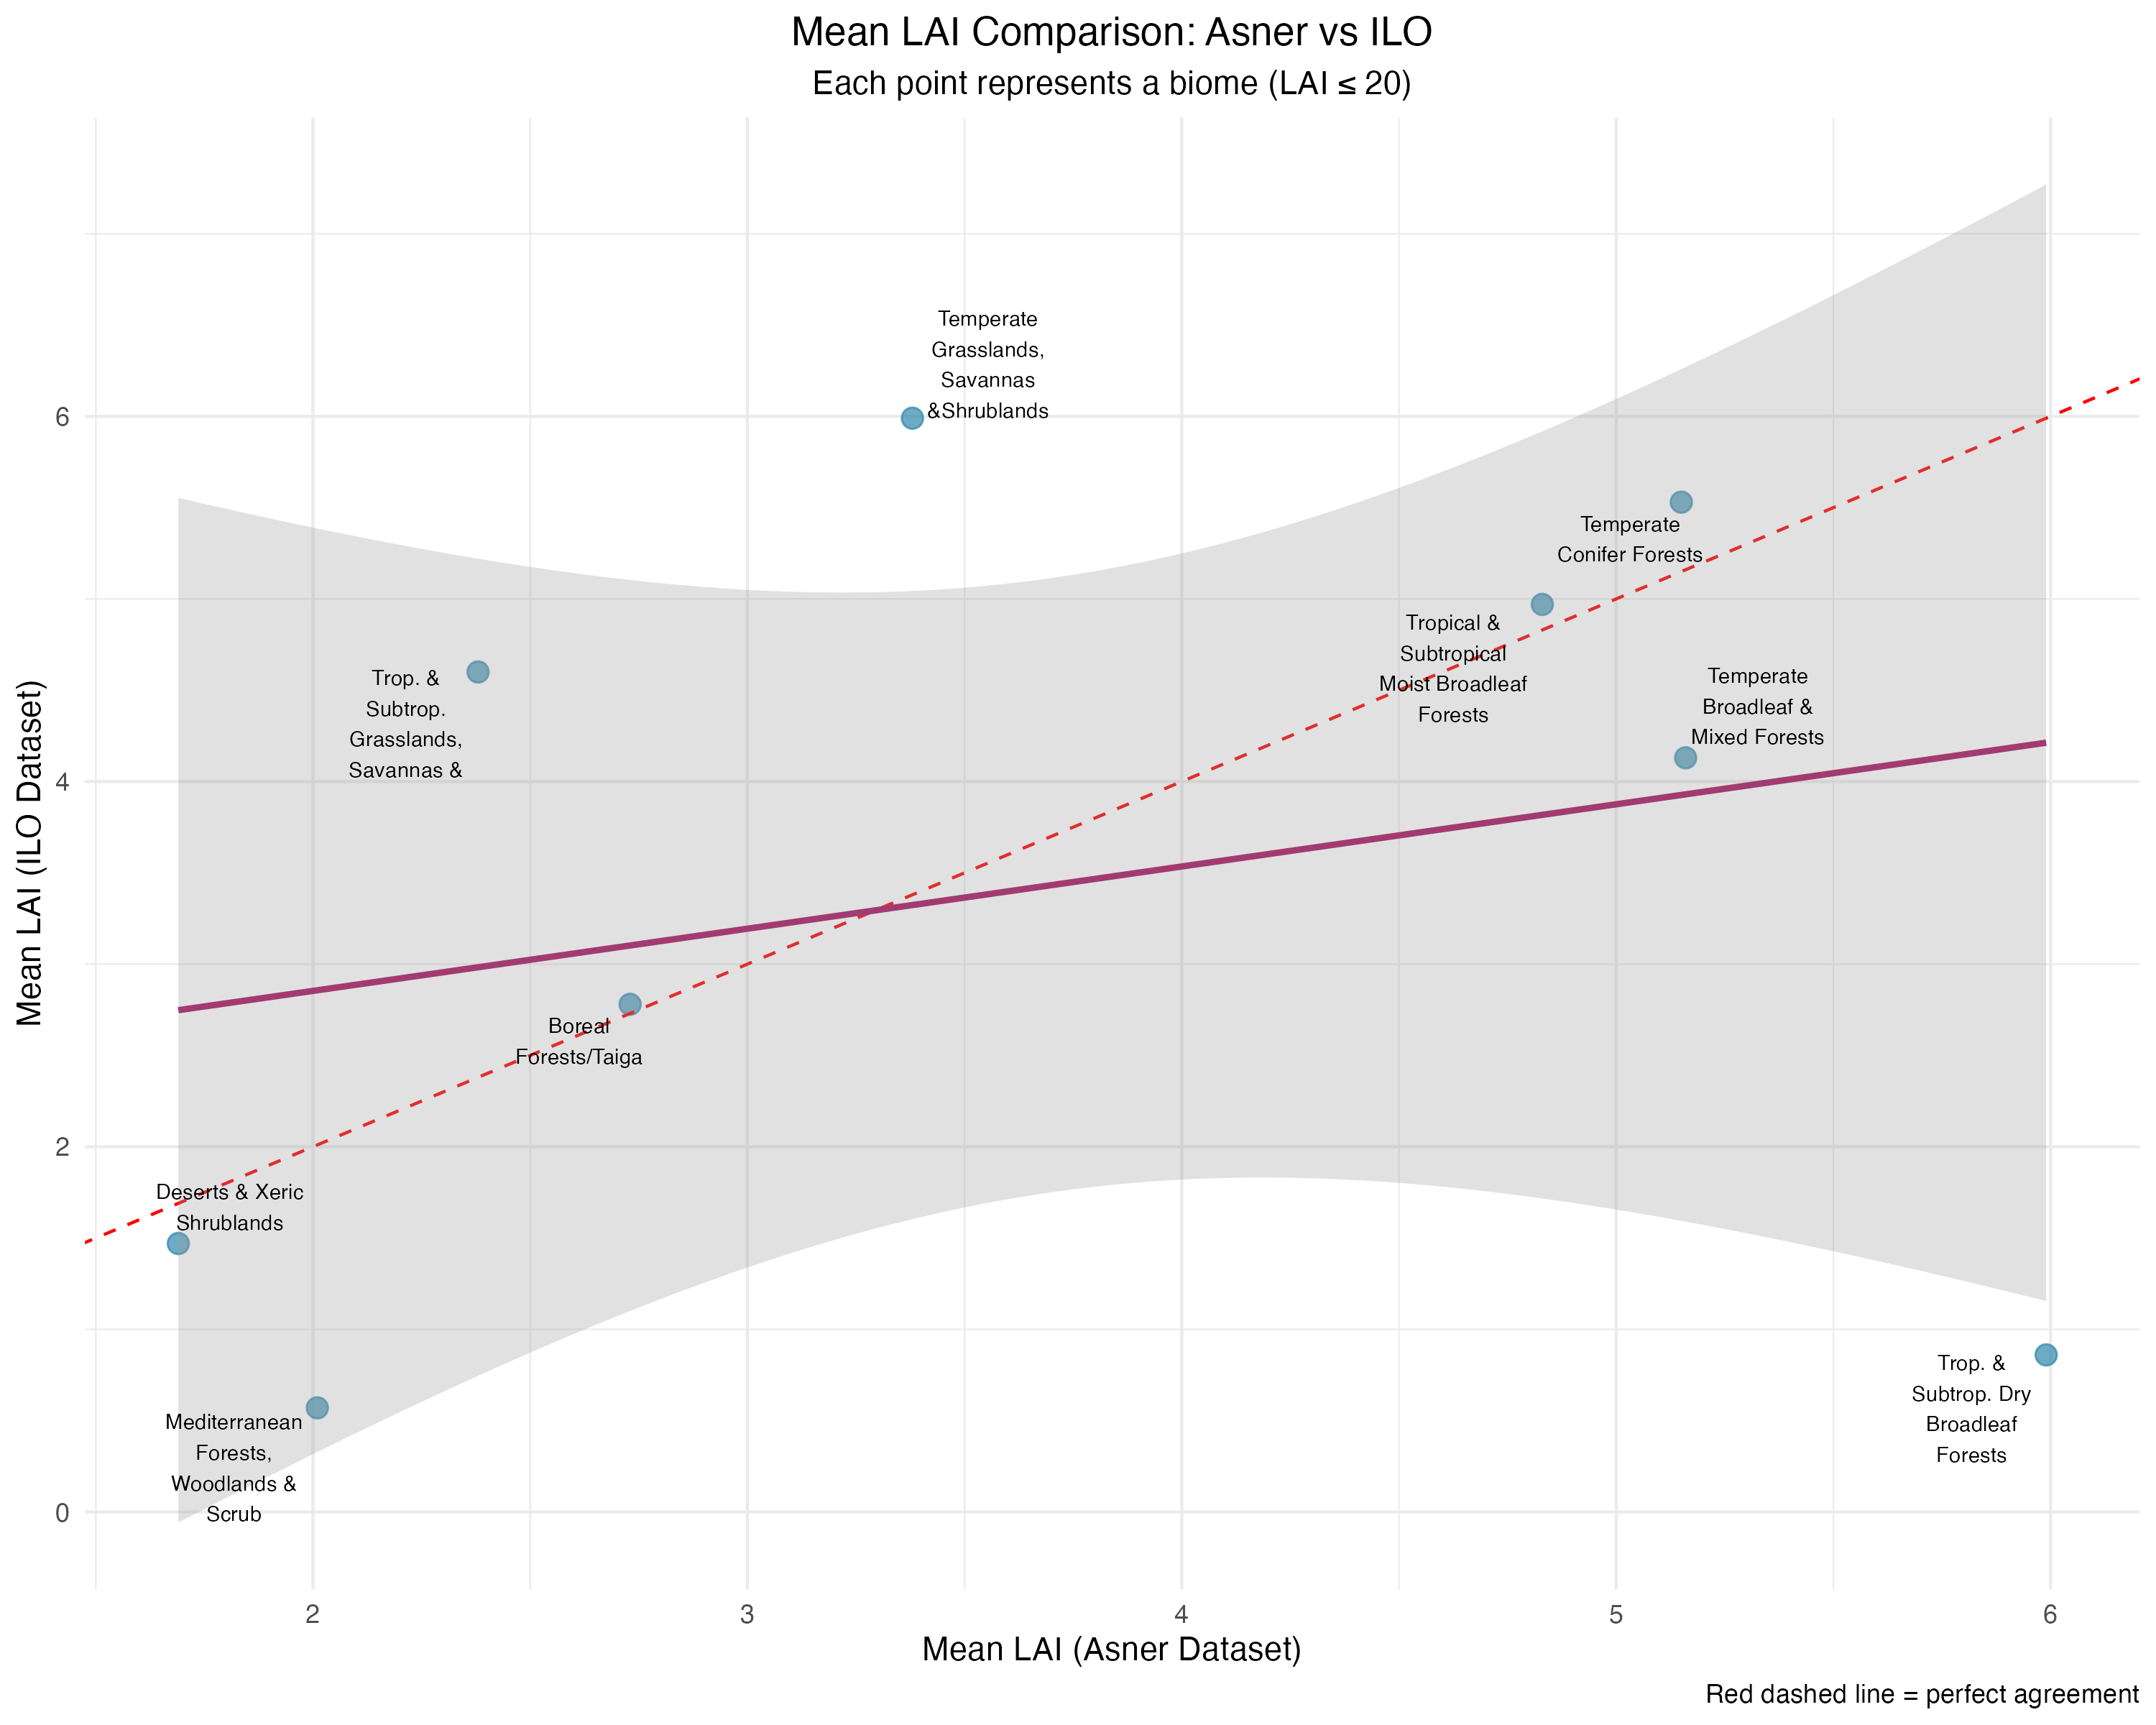 Mean LAI Comparison: Asner vs ILO
Each point represents a biome (LAI ≤ 20)
Mean LAI (ILO Dataset)
6
4
2
0
Temperate
Grasslands,
Savannas
&Shrublands
Temperate
Conifer Forests
Tropical &
Subtropical
Moist Broadleaf
Forests
Trop. &
Subtrop.
Grasslands,
Savannas &
Temperate
Broadleaf &
Mixed Forests
Boreal
Forests/Taiga
Deserts & Xeric
Shrublands
Mediterranean
Forests,
Woodlands &
Scrub
Trop. &
Subtrop. Dry
Broadleaf
Forests
2
3
4
5
6
Mean LAI (Asner Dataset)
Red dashed line = perfect agreement